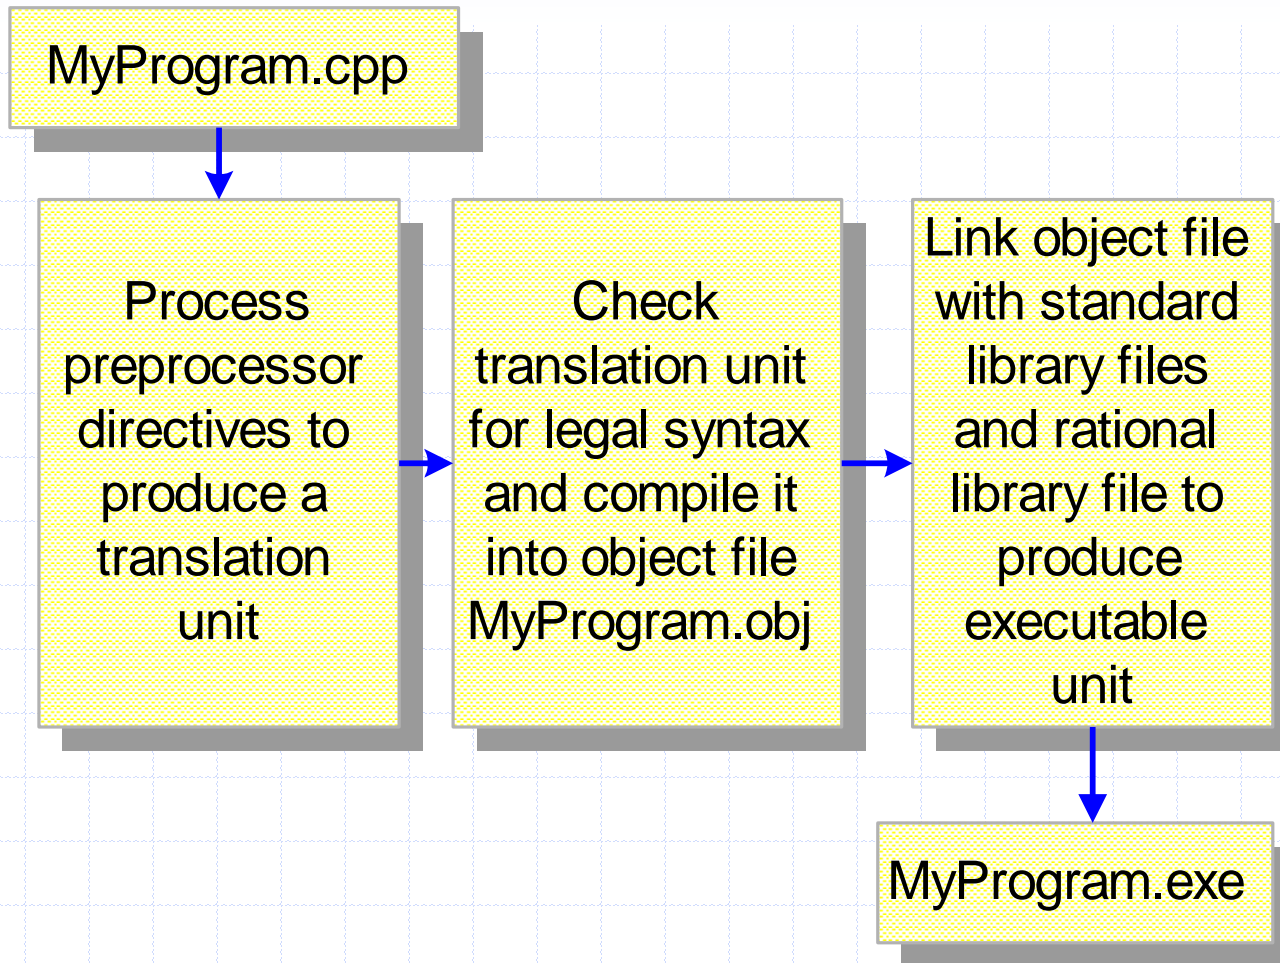 MyProgram.cpp
Process
preprocessor
directives to
produce a
translation
unit
Check
translation unit
for legal syntax
and compile it
into object file
MyProgram.obj
Link object file
with standard
library files
and rational
library file to
produce
executable
unit
MyProgram.exe